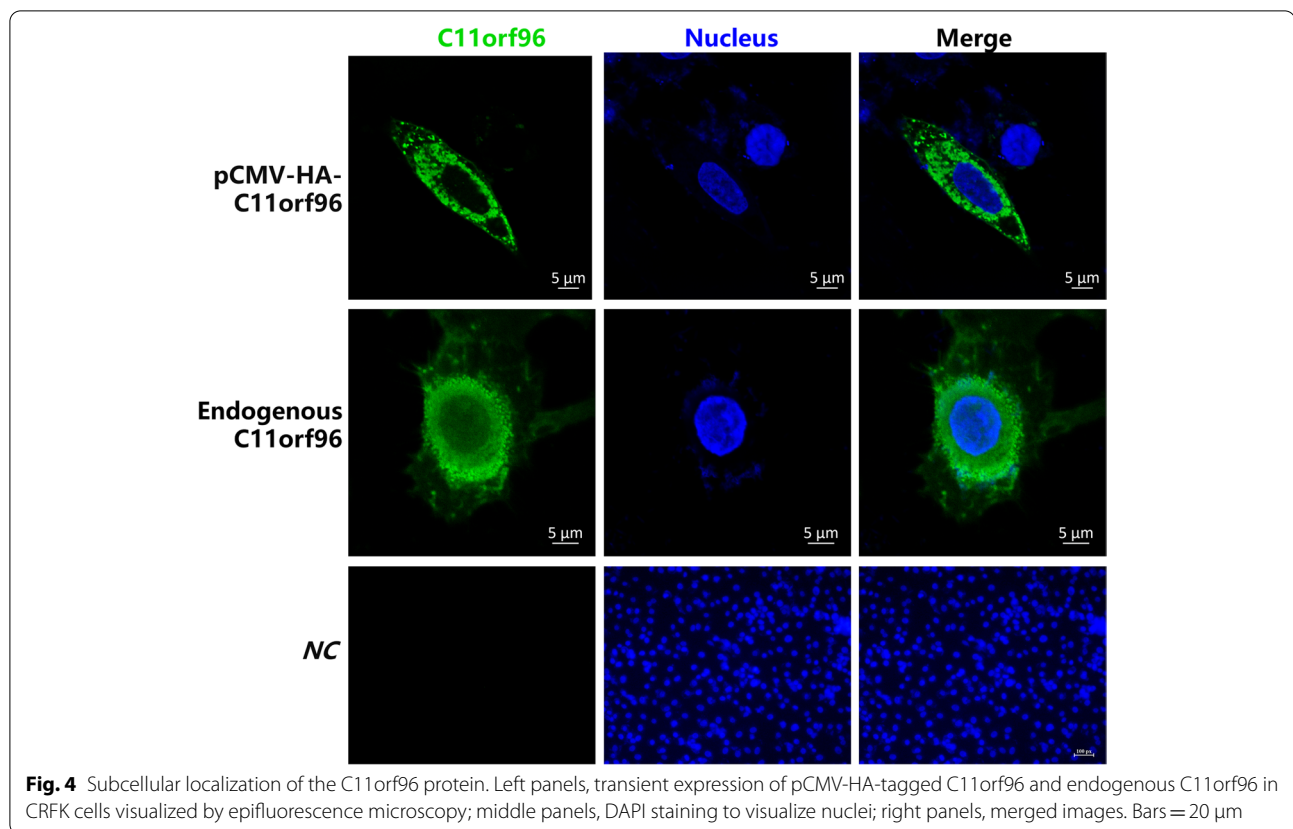 C11orf96 Nucleus Merge
pCMV-HA-
C11orf96
5 µm 5 µm 5 µm
Endogenous
C11orf96
5 µm 5 µm 5 µm
NC
100 px
Fig. 4 Subcellular localization of the C11orf96 protein. Left panels, transient expression of pCMV-HA-tagged C11orf96 and endogenous C11orf96 in
CRFK cells visualized by epifluorescence microscopy; middle panels, DAPI staining to visualize nuclei; right panels, merged images. Bars = 20 µm